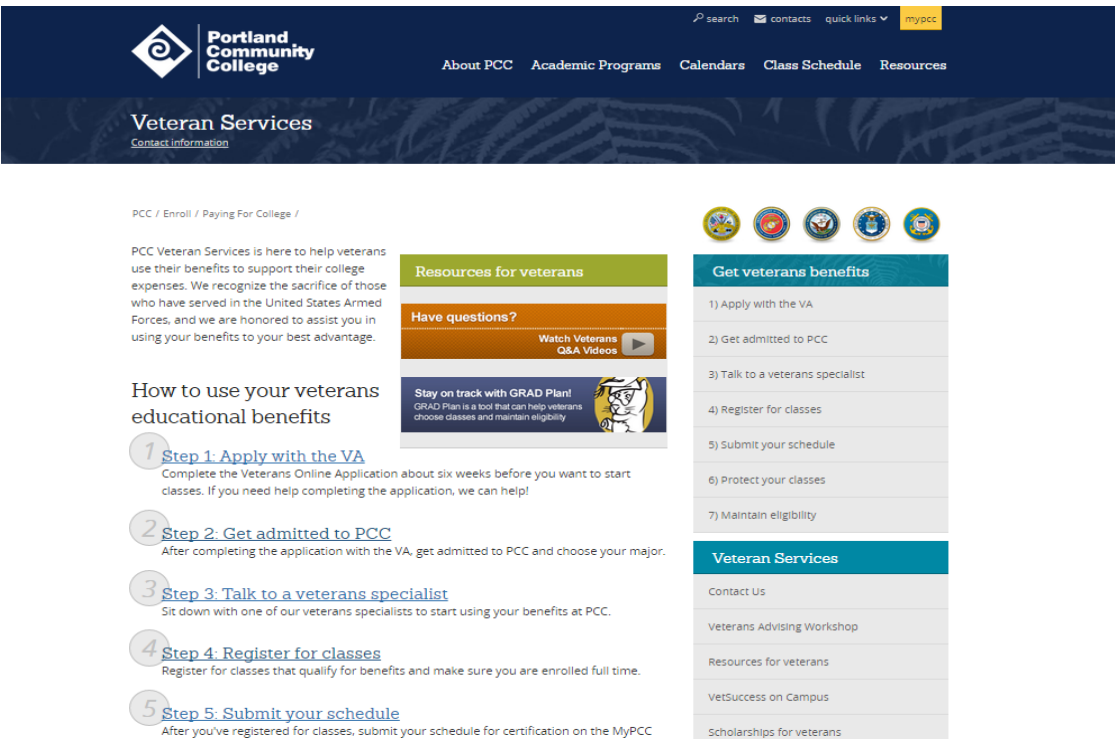 search contacts quick links mypcc
Portland
Community
College
About PCC Academic Programs Calendars Class Schedule Resources
Veteran Services
Contact information
PCC / Enroll / Paying For College /
PCC Veteran Services is here to help veterans
use their benefits to support their college
expenses. We recognize the sacrifice of those
who have served in the United States Armed
Forces, and we are honored to assist you in
using your benefits to your best advantage.
Resources for veterans
Have questions?
Watch Veterans
Q&A Videos
Stay on track with GRAD Plan!
GRAD Plan is a tool that can help veterans
choose classes and maintain eligibility
How to use your veterans
educational benefits
1 Step 1: Apply with the VA
Complete the Veterans Online Application about six weeks before you want to start
classes. If you need help completing the application, we can help!
2 Step 2: Get admitted to PCC
After completing the application with the VA, get admitted to PCC and choose your major.
3 Step 3: Talk to a veterans specialist
Sit down with one of our veterans specialists to start using your benefits at PCC.
4 Step 4: Register for classes
Register for classes that qualify for benefits and make sure you are enrolled full time.
5 Step 5: Submit your schedule
After you've registered for classes, submit your schedule for certification on the MyPCC
Get veterans benefits
1) Apply with the VA
2) Get admitted to PCC
3) Talk to a veterans specialist
4) Register for classes
5) Submit your schedule
6) Protect your classes
7) Maintain eligibility
Veteran Services
Contact Us
Veterans Advising Workshop
Resources for veterans
VetSuccess on Campus
Scholarships for veterans